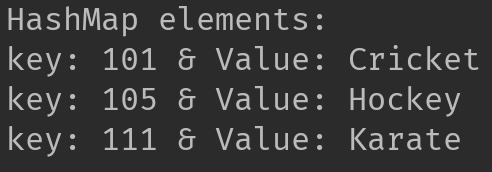 HashMap elements:
key: 101 & Value: Cricket
key: 105 & Value: Hockey
key: 111 & Value: Karate